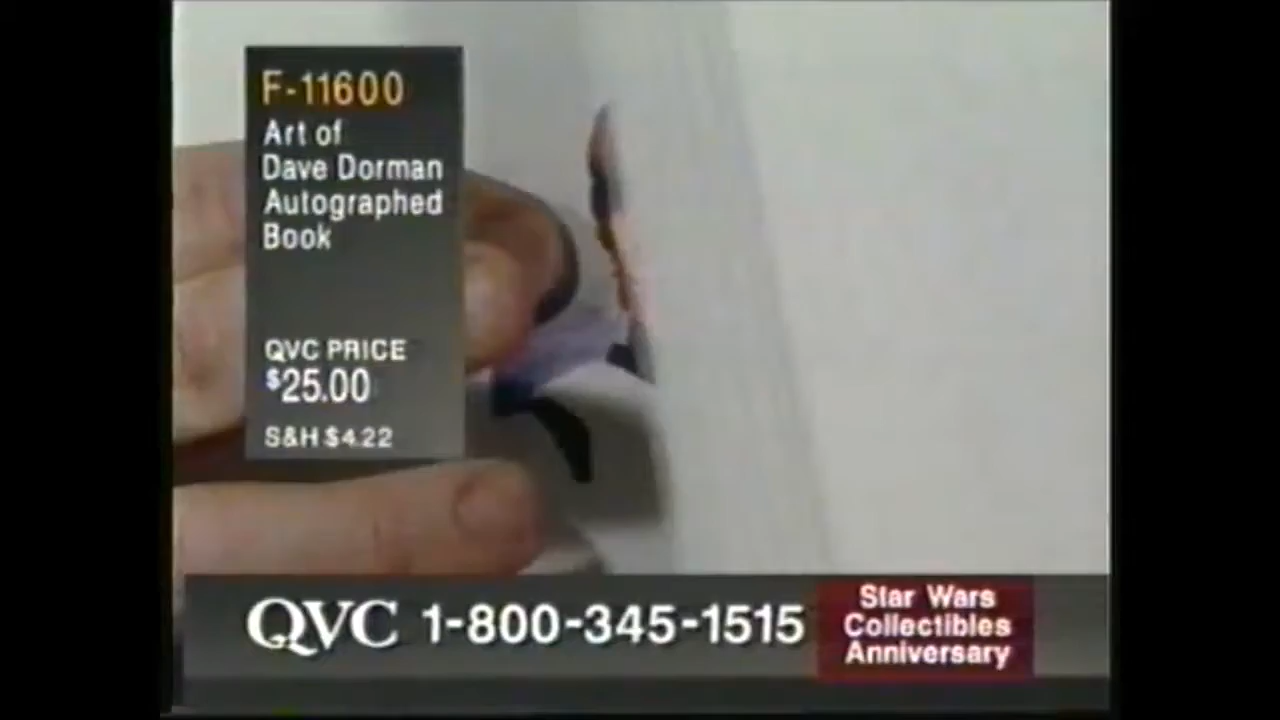 F-11600
Art of
Dave Dorman
Autographed
Book
QVC PRICE
$25.00
S&H $4.22
QVC 1-800-345-1515
Star Wars
Collectibles
Anniversary